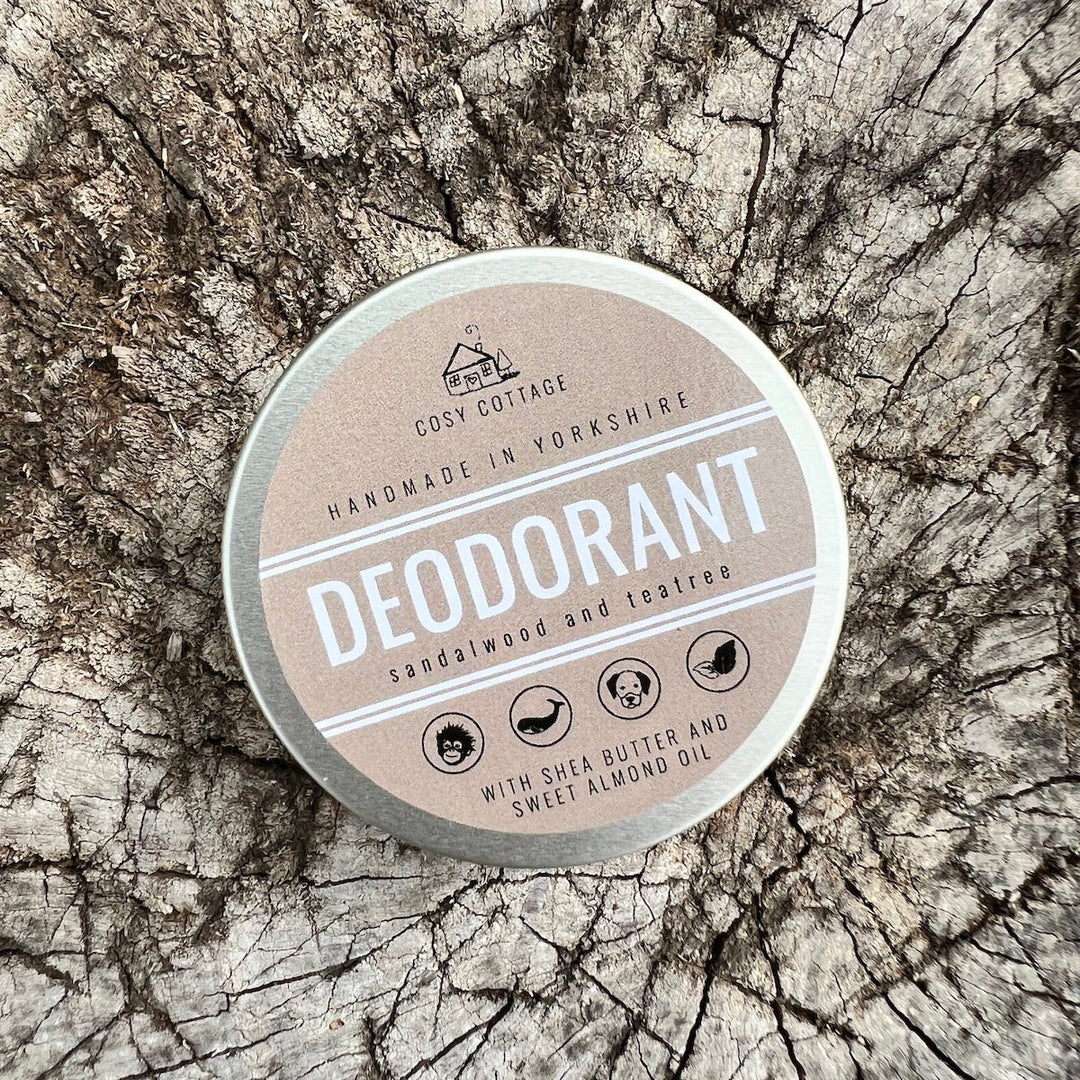 COSY COTTAGE
HANDMADE IN YORKSHIRE
DEODORANT
sandalwood and teatree
WITH SHEA BUTTER AND
SWEET ALMOND OIL